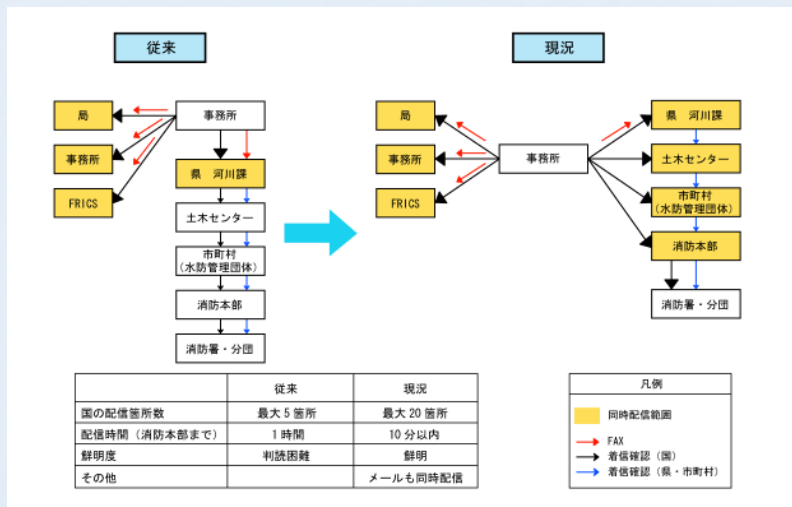 従来
現況
局
事務所
FRICS
事務所
県 河川課
土木センター
市町村
(水防管理団体)
消防本部
消防署・分団
局
事務所
FRICS
事務所
県 河川課
土木センター
市町村
(水防管理団体)
消防本部
消防署・分団
従来 現況
国の配信箇所数 最大5箇所 最大20箇所
配信時間(消防本部まで) 1時間 10分以内
鮮明度 判読困難 鮮明
その他 メールも同時配信
凡例
同時配信範囲
FAX
着信確認(国)
着信確認(県・市町村)